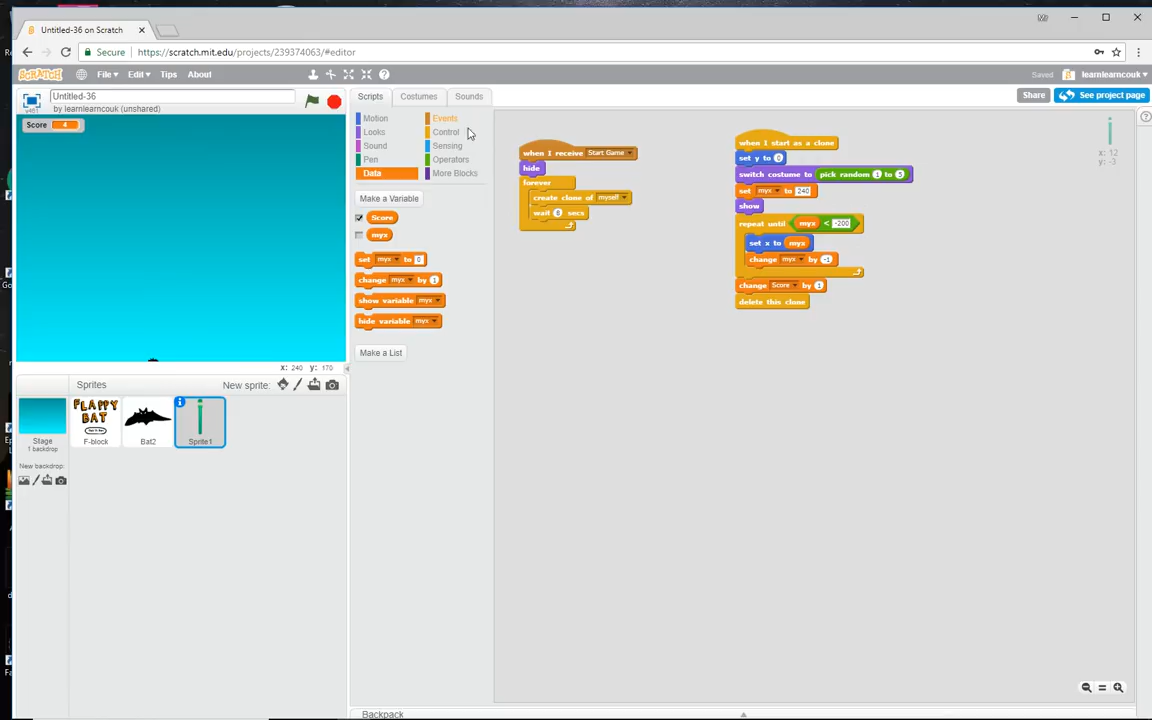 Untitled-36 on Scratch
Secure https://scratch.mit.edu/projects/239374063/#editor
SCRATCH File Edit Tips About Saved learnlearncouk
Untitled-36
by learnlearncouk (unshared)
v461
Scripts Costumes Sounds
Share See project page
Score 4
Motion Events
Looks Control
Sound Sensing
Pen Operators
Data More Blocks
Make a Variable
Score
myx
set myx to 0
change myx by 1
show variable myx
hide variable myx
Make a List
when I receive Start Game
hide
forever
create clone of myself
wait 8 secs
when I start as a clone
set y to 0
switch costume to pick random 1 to 5
set myx to 240
show
repeat until myx < -200
set x to myx
change myx by -1
change Score by 1
delete this clone
x: 12
y: -3
x: 240 y: 170
Sprites New sprite:
Stage
1 backdrop
New backdrop:
FLAPPY
BAT
F-block
Bat2
Sprite1
Backpack